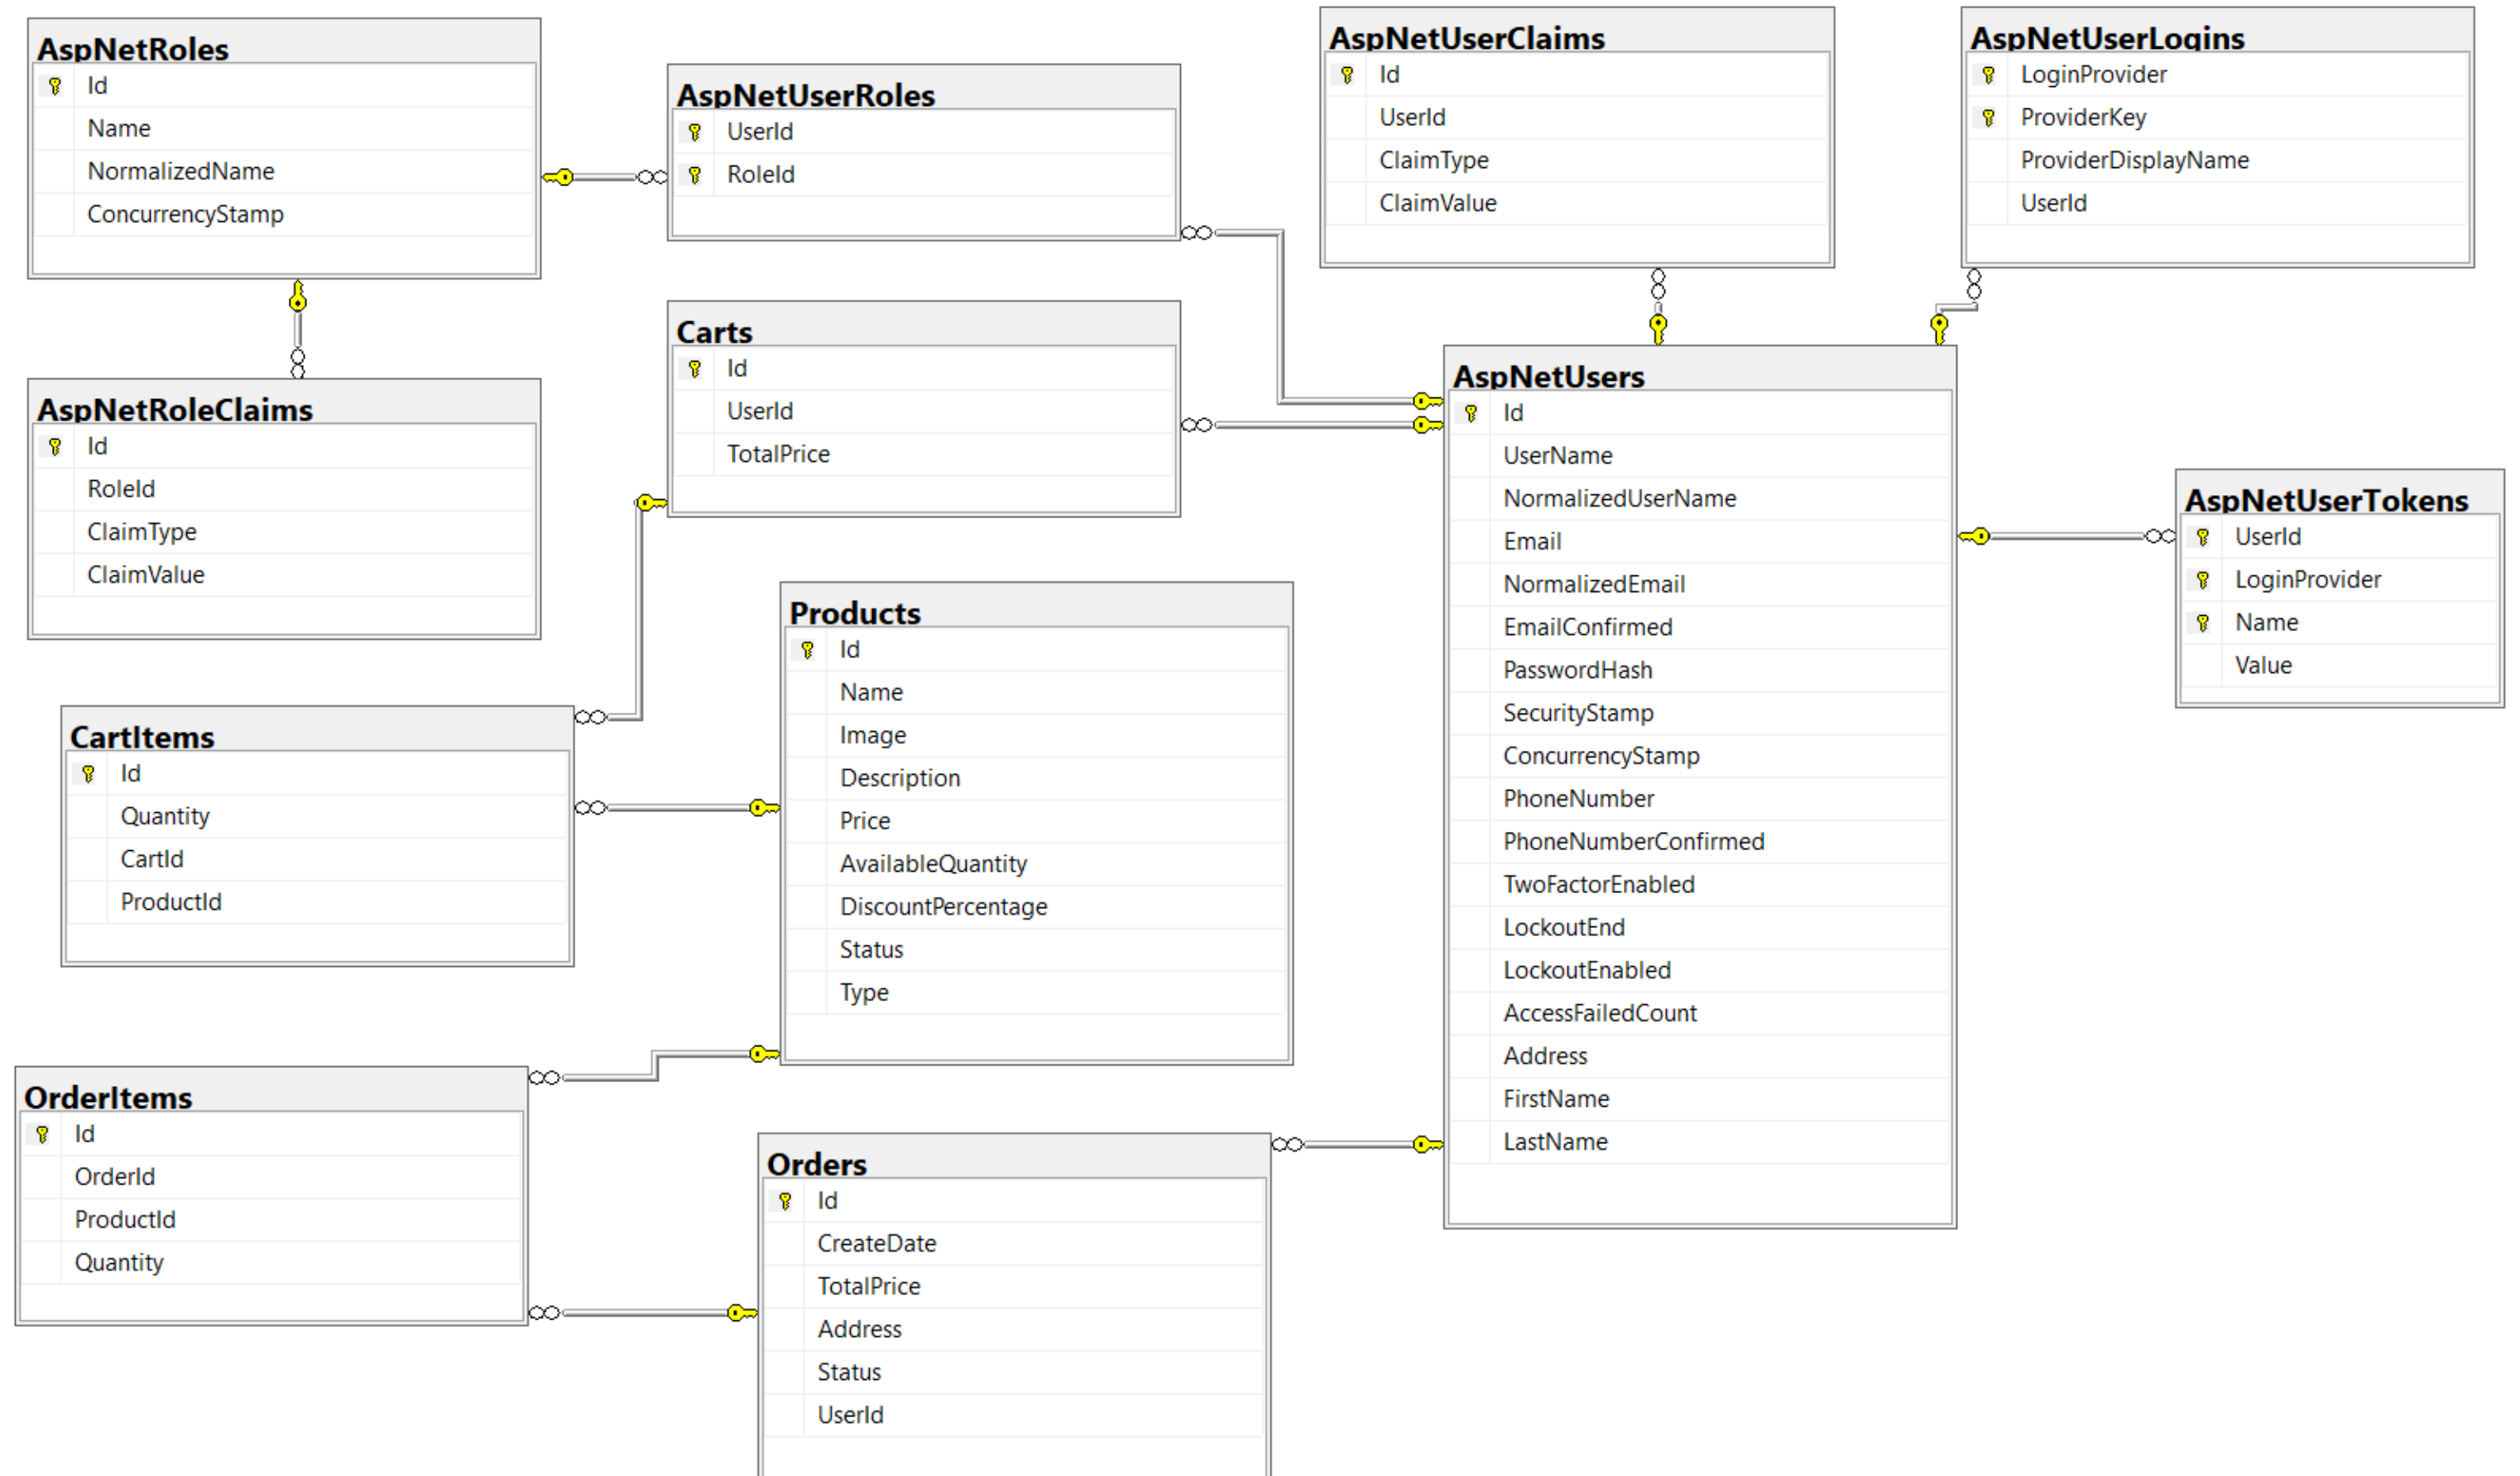 AspNetRoles
Id
Name
NormalizedName
ConcurrencyStamp
AspNetUserRoles
UserId
RoleId
AspNetUserClaims
Id
UserId
ClaimType
ClaimValue
AspNetUserLogins
LoginProvider
ProviderKey
ProviderDisplayName
UserId
AspNetRoleClaims
Id
RoleId
ClaimType
ClaimValue
Carts
Id
UserId
TotalPrice
AspNetUsers
Id
UserName
NormalizedUserName
Email
NormalizedEmail
EmailConfirmed
PasswordHash
SecurityStamp
ConcurrencyStamp
PhoneNumber
PhoneNumberConfirmed
TwoFactorEnabled
LockoutEnd
LockoutEnabled
AccessFailedCount
Address
FirstName
LastName
AspNetUserTokens
UserId
LoginProvider
Name
Value
Products
Id
Name
Image
Description
Price
AvailableQuantity
DiscountPercentage
Status
Type
CartItems
Id
Quantity
CartId
ProductId
OrderItems
Id
OrderId
ProductId
Quantity
Orders
Id
CreateDate
TotalPrice
Address
Status
UserId